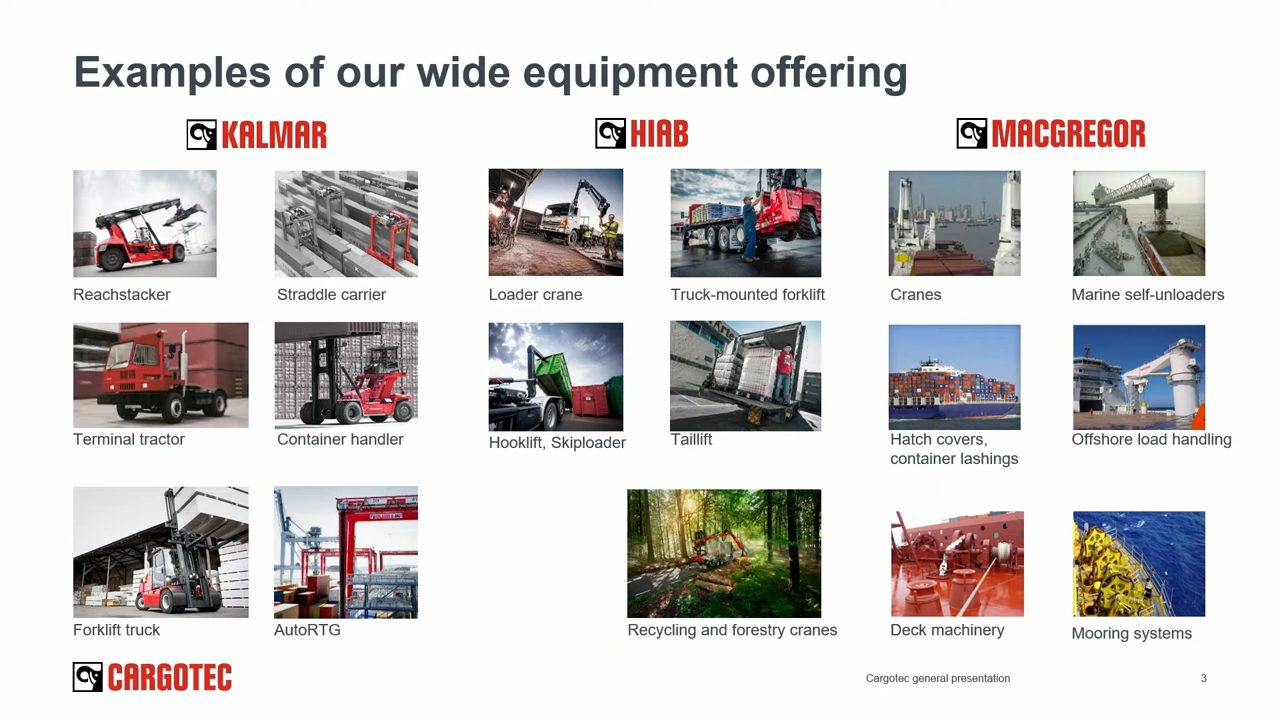 Examples of our wide equipment offering
KALMAR
HIAB
MACGREGOR
Reachstacker
Straddle carrier
Loader crane
Truck-mounted forklift
Cranes
Marine self-unloaders
Terminal tractor
Container handler
Hooklift, Skiploader
Taillift
Hatch covers,
container lashings
Offshore load handling
Forklift truck
AutoRTG
Recycling and forestry cranes
Deck machinery
Mooring systems
CARGOTEC
Cargotec general presentation
3